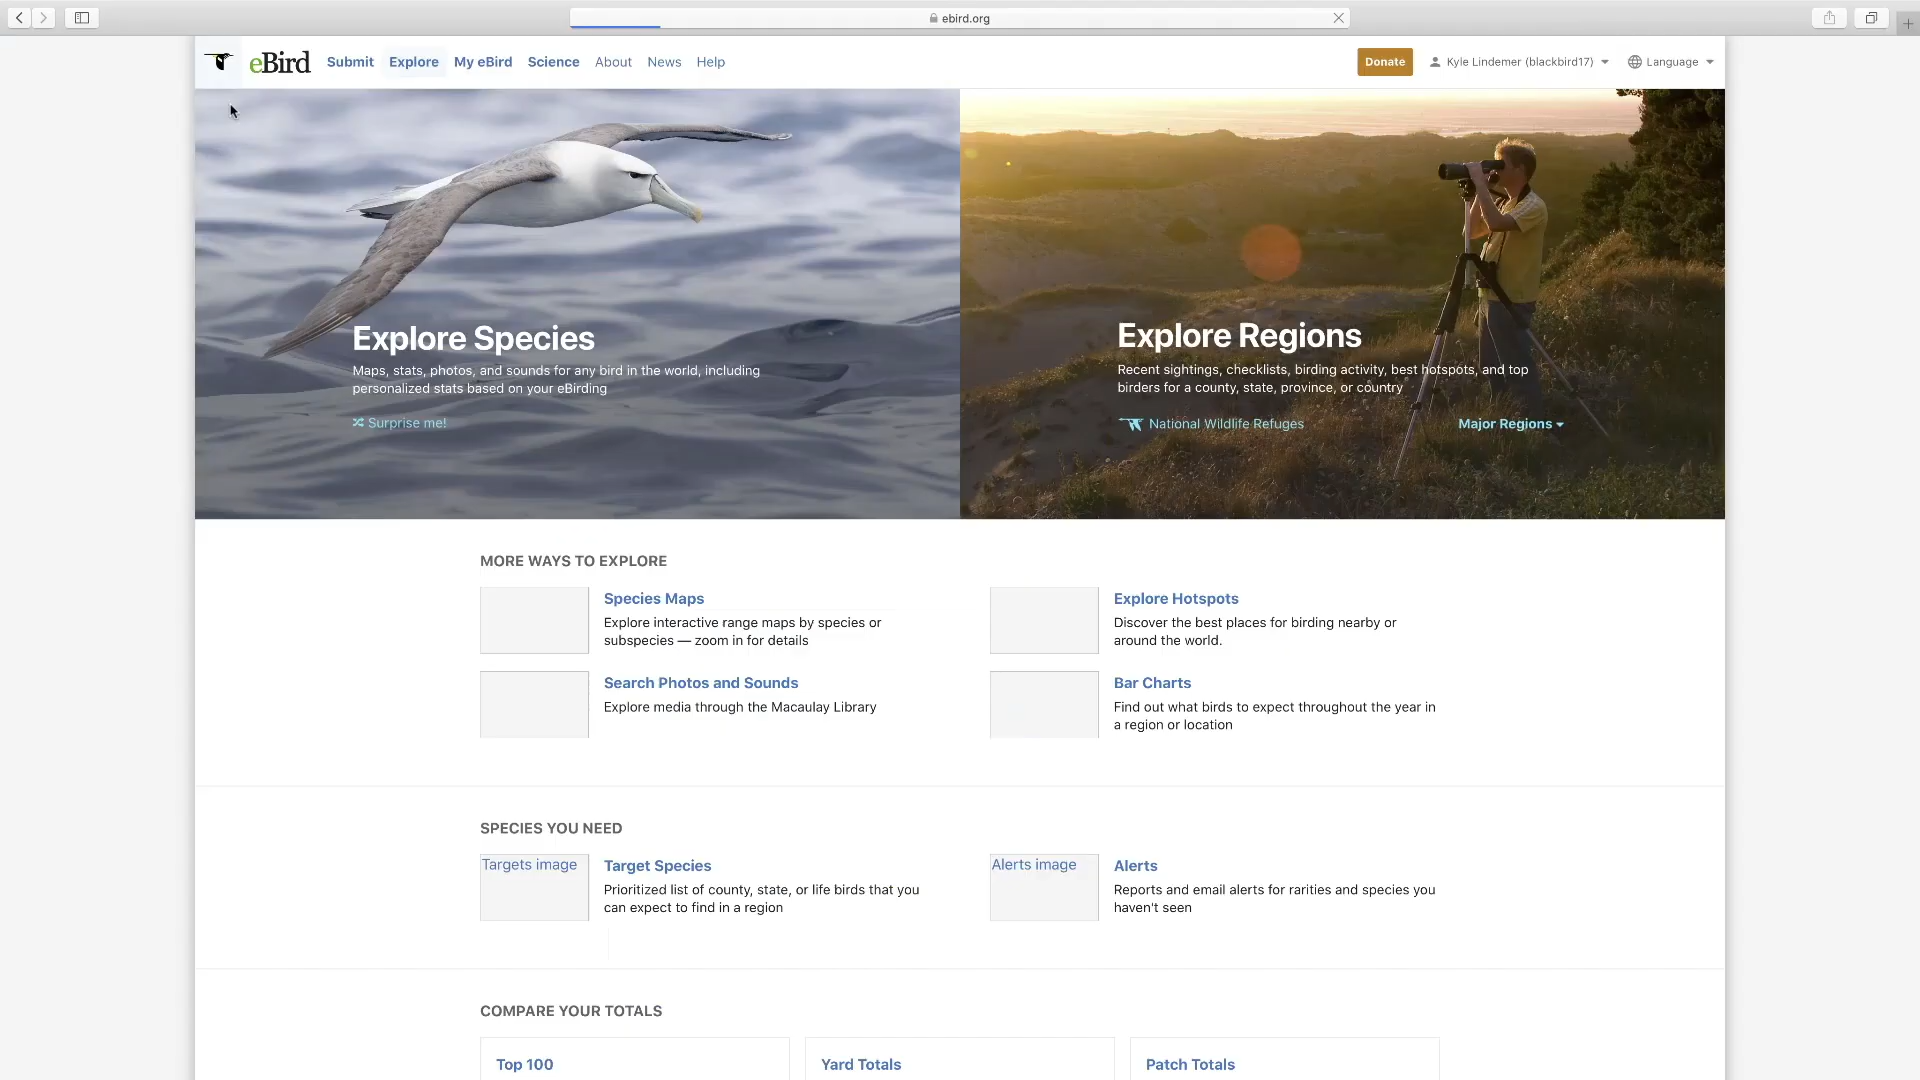 ebird.org
eBird Submit Explore My eBird Science About News Help
Donate Kyle Lindemer (blackbird17) Language
Explore Species
Maps, stats, photos, and sounds for any bird in the world, including
personalized stats based on your eBirding
Surprise me!
Explore Regions
Recent sightings, checklists, birding activity, best hotspots, and top
birders for a county, state, province, or country
National Wildlife Refuges
Major Regions
MORE WAYS TO EXPLORE
Species Maps
Explore interactive range maps by species or
subspecies — zoom in for details
Explore Hotspots
Discover the best places for birding nearby or
around the world.
Search Photos and Sounds
Explore media through the Macaulay Library
Bar Charts
Find out what birds to expect throughout the year in
a region or location
SPECIES YOU NEED
Targets image
Target Species
Prioritized list of county, state, or life birds that you
can expect to find in a region
Alerts image
Alerts
Reports and email alerts for rarities and species you
haven't seen
COMPARE YOUR TOTALS
Top 100
Yard Totals
Patch Totals